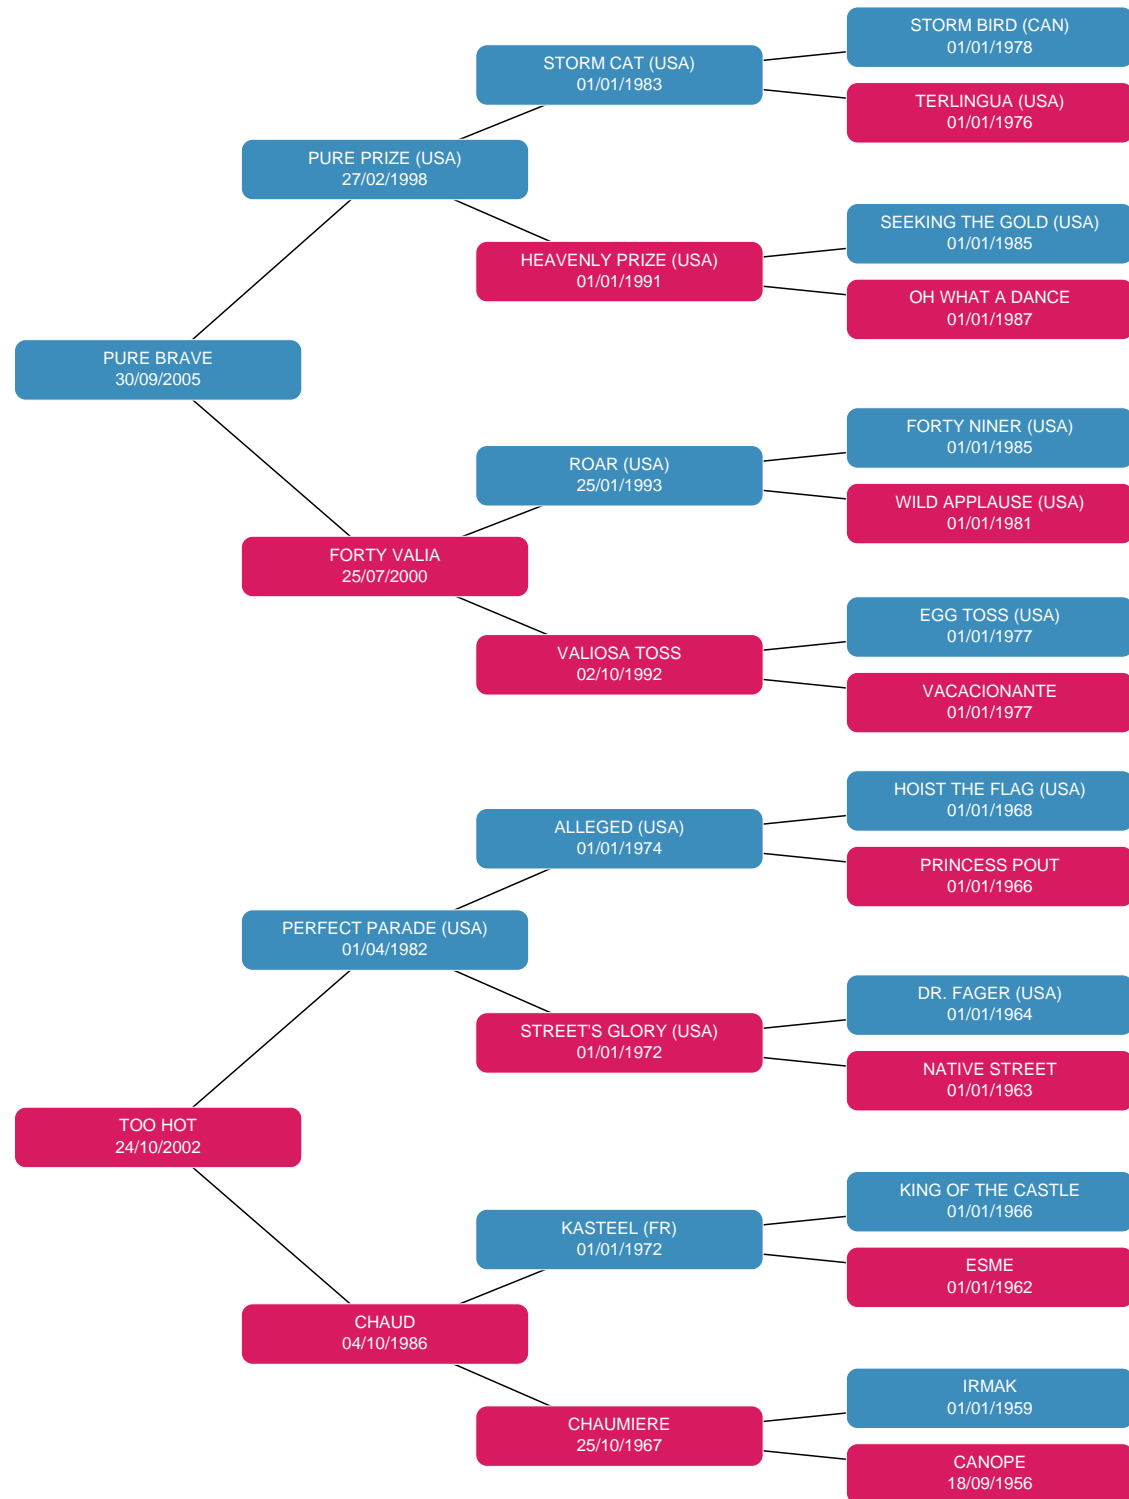 STORM BIRD (CAN)
01/01/1978
STORM CAT (USA)
01/01/1983
TERLINGUA (USA)
01/01/1976
PURE PRIZE (USA)
27/02/1998
SEEKING THE GOLD (USA)
01/01/1985
HEAVENLY PRIZE (USA)
01/01/1991
OH WHAT A DANCE
01/01/1987
PURE BRAVE
30/09/2005
FORTY NINER (USA)
01/01/1985
ROAR (USA)
25/01/1993
WILD APPLAUSE (USA)
01/01/1981
FORTY VALIA
25/07/2000
EGG TOSS (USA)
01/01/1977
VALIOSA TOSS
02/10/1992
VACACIONANTE
01/01/1977
HOIST THE FLAG (USA)
01/01/1968
ALLEGED (USA)
01/01/1974
PRINCESS POUT
01/01/1966
PERFECT PARADE (USA)
01/04/1982
DR. FAGER (USA)
01/01/1964
STREET'S GLORY (USA)
01/01/1972
NATIVE STREET
01/01/1963
TOO HOT
24/10/2002
KING OF THE CASTLE
01/01/1966
KASTEEL (FR)
01/01/1972
ESME
01/01/1962
CHAUD
04/10/1986
IRMAK
01/01/1959
CHAUMIERE
25/10/1967
CANOPE
18/09/1956